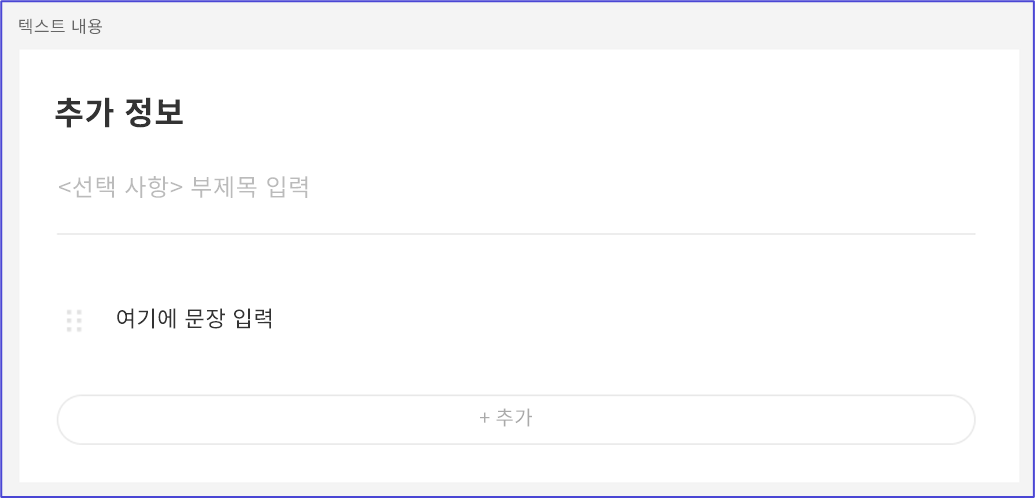 텍스트 내용
추가 정보
<선택 사항> 부제목 입력
여기에 문장 입력
+ 추가